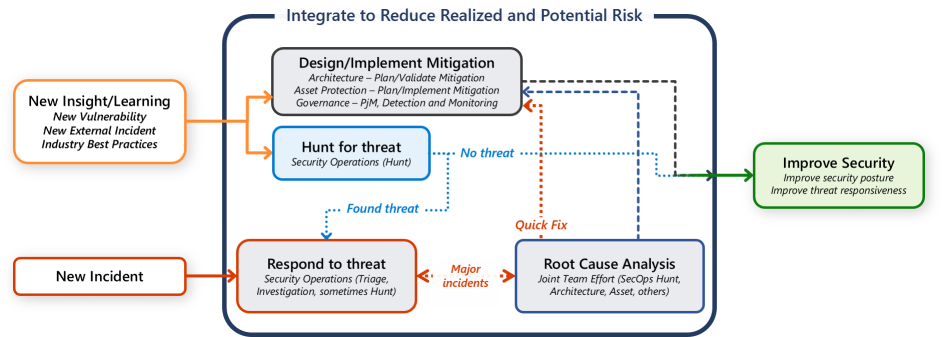 Integrate to Reduce Realized and Potential Risk
Design/Implement Mitigation
Architecture – Plan/Validate Mitigation
Asset Protection – Plan/Implement Mitigation
Governance – PjM, Detection and Monitoring
New Insight/Learning
New Vulnerability
New External Incident
Industry Best Practices
Hunt for threat
Security Operations (Hunt)
No threat
Improve Security
Improve security posture
Improve threat responsiveness
Found threat
Quick Fix
New Incident
Respond to threat
Security Operations (Triage,
Investigation, sometimes Hunt)
Major
incidents
Root Cause Analysis
Joint Team Effort (SecOps Hunt,
Architecture, Asset, others)